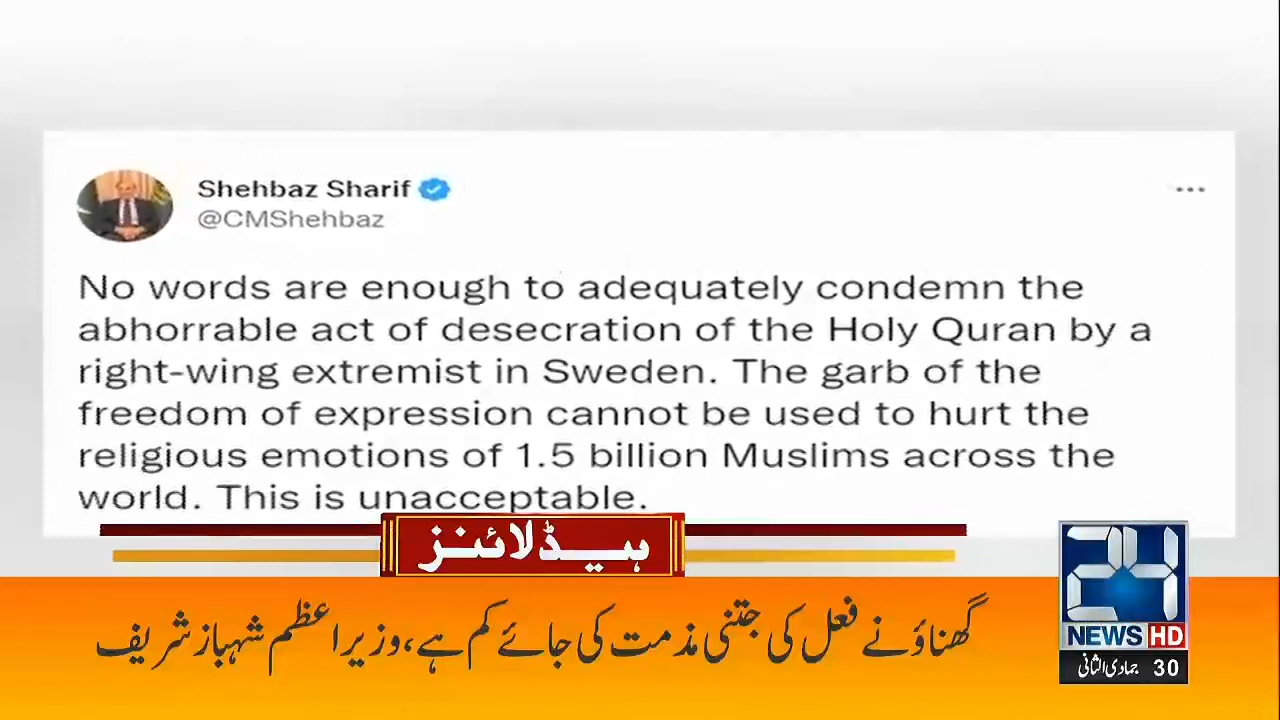 Shehbaz Sharif
@CMShehbaz
No words are enough to adequately condemn the
abhorrable act of desecration of the Holy Quran by a
right-wing extremist in Sweden. The garb of the
freedom of expression cannot be used to hurt the
religious emotions of 1.5 billion Muslims across the
world. This is unacceptable.
ہیڈلائنز
گھناؤنے فعل کی جتنی مذمت کی جائے کم ہے، وزیراعظم شہباز شریف
24
NEWS HD
30 جمادی الثانی